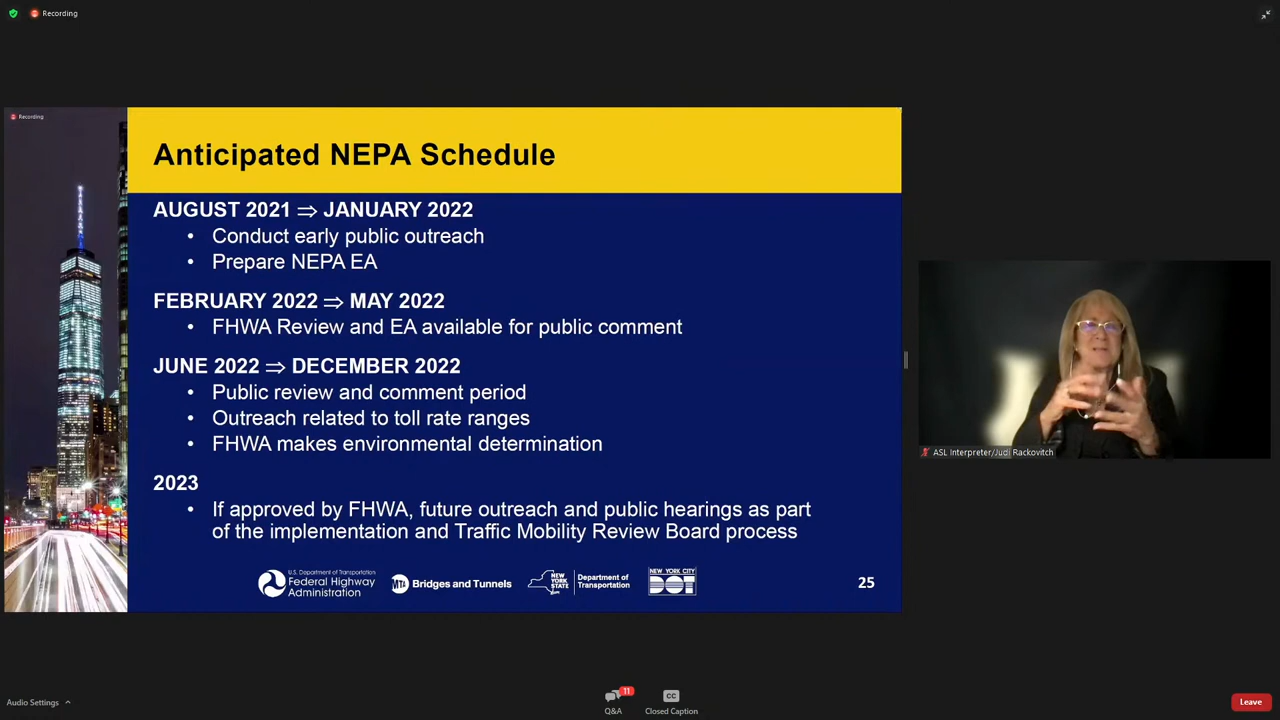 Recording
Recording
Anticipated NEPA Schedule
AUGUST 2021 ⇒ JANUARY 2022
• Conduct early public outreach
• Prepare NEPA EA
FEBRUARY 2022 ⇒ MAY 2022
• FHWA Review and EA available for public comment
JUNE 2022 ⇒ DECEMBER 2022
• Public review and comment period
• Outreach related to toll rate ranges
• FHWA makes environmental determination
2023
• If approved by FHWA, future outreach and public hearings as part
of the implementation and Traffic Mobility Review Board process
U.S. Department of Transportation
Federal Highway
Administration
MTA Bridges and Tunnels
NEW YORK STATE
Department of
Transportation
NEW YORK CITY
DOT
25
ASL Interpreter/Judi Rackovitch
Audio Settings
11
Q&A
CC
Closed Caption
Leave